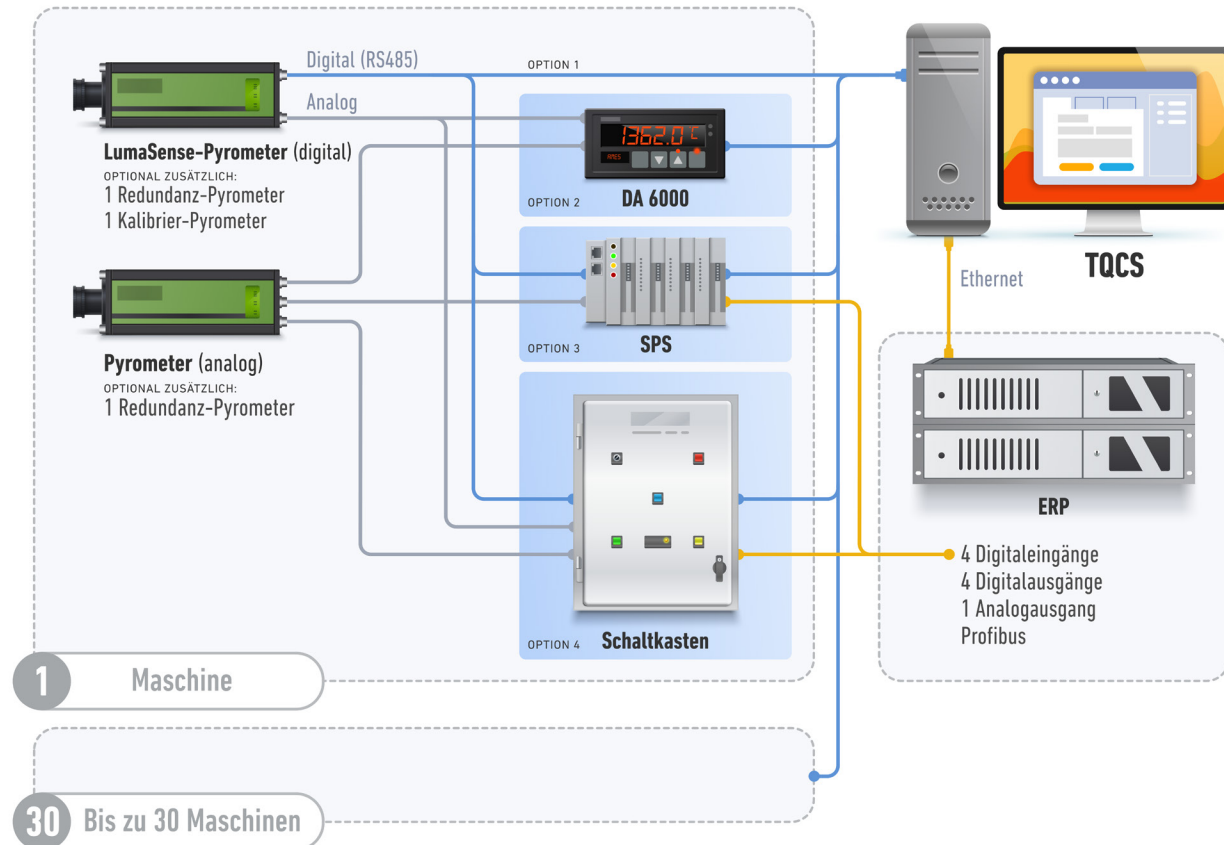 Digital (RS485)
Analog
LumaSense-Pyrometer (digital)
OPTIONAL ZUSÄTZLICH:
1 Redundanz-Pyrometer
1 Kalibrier-Pyrometer
Pyrometer (analog)
OPTIONAL ZUSÄTZLICH:
1 Redundanz-Pyrometer
OPTION 1
1362.0 C
OPTION 2 DA 6000
OPTION 3 SPS
OPTION 4 Schaltkasten
TQCS
Ethernet
ERP
4 Digitaleingänge
4 Digitalausgänge
1 Analogausgang
Profibus
1 Maschine
30 Bis zu 30 Maschinen